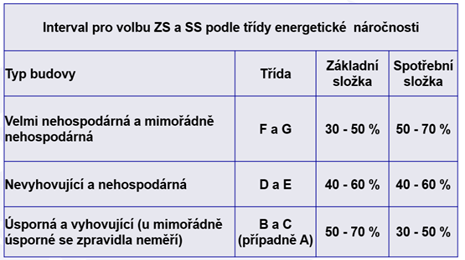 Interval pro volbu ZS a SS podle třídy energetické náročnosti
Typ budovy
Třída
Základní
složka
Spotřební
složka
Velmi nehospodárná a mimořádně
nehospodárná
F a G
30 - 50 %
50 - 70 %
Nevyhovující a nehospodárná
D a E
40 - 60 %
40 - 60 %
Úsporná a vyhovující (u mimořádně
úsporné se zpravidla neměří)
B a C
(případně A)
50 - 70 %
30 - 50 %